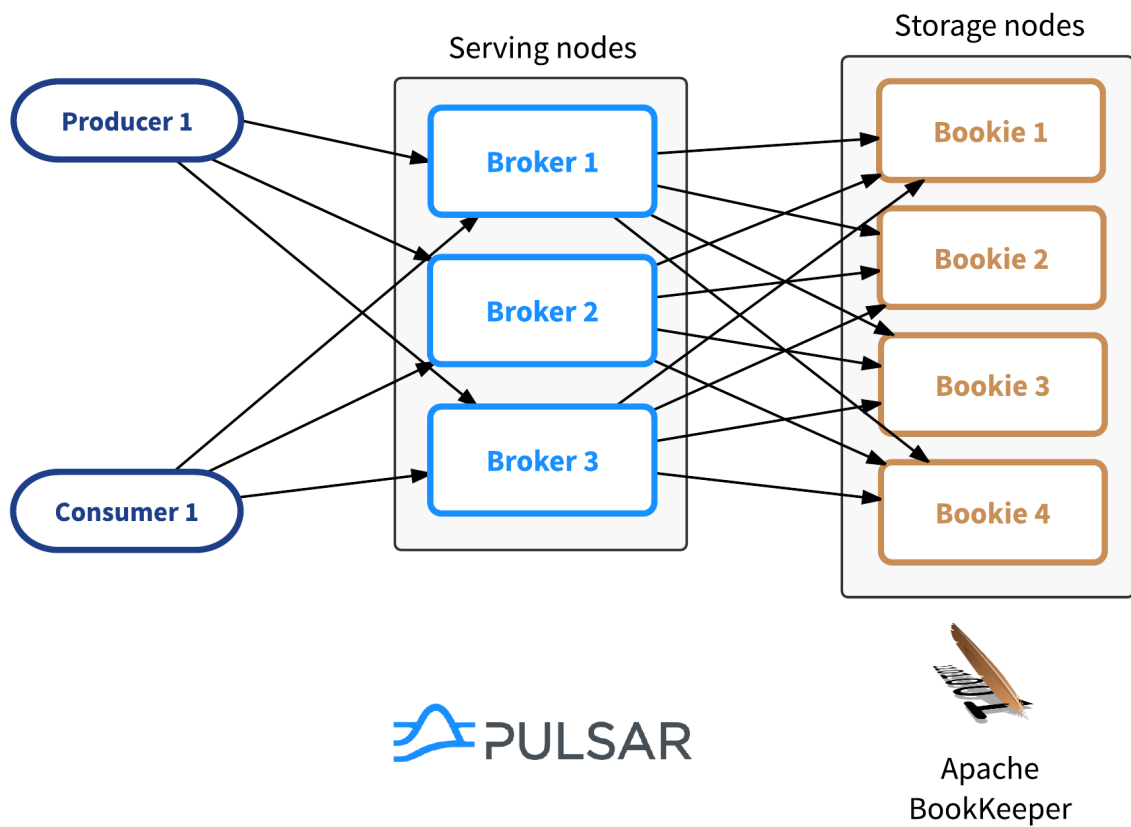 Serving nodes
Storage nodes
Producer 1
Consumer 1
Broker 1
Broker 2
Broker 3
Bookie 1
Bookie 2
Bookie 3
Bookie 4
PULSAR
Apache
BookKeeper